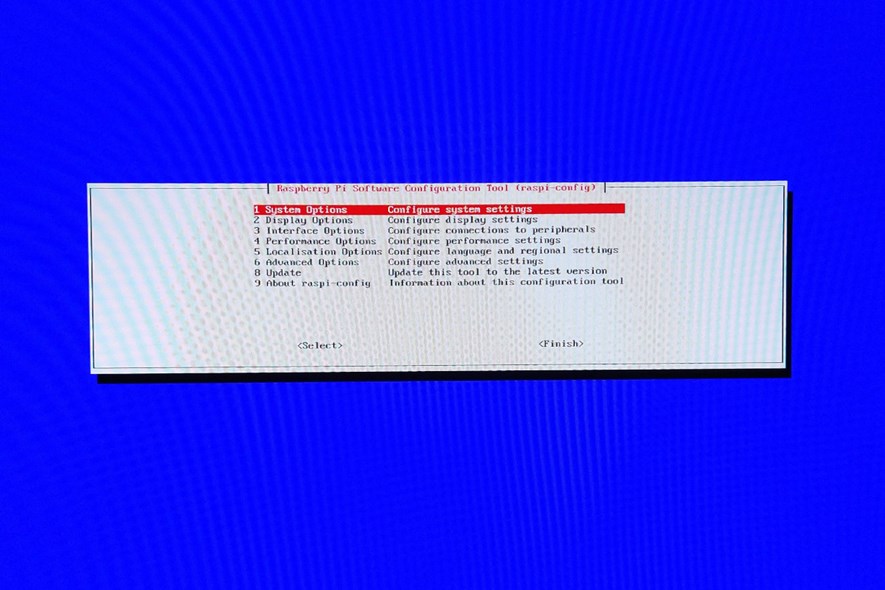 Raspberry Pi Software Configuration Tool (raspi-config)
1 System Options Configure system settings
2 Display Options Configure display settings
3 Interface Options Configure connections to peripherals
4 Performance Options Configure performance settings
5 Localisation Options Configure language and regional settings
6 Advanced Options Configure advanced settings
8 Update Update this tool to the latest version
9 About raspi-config Information about this configuration tool
<Select> <Finish>